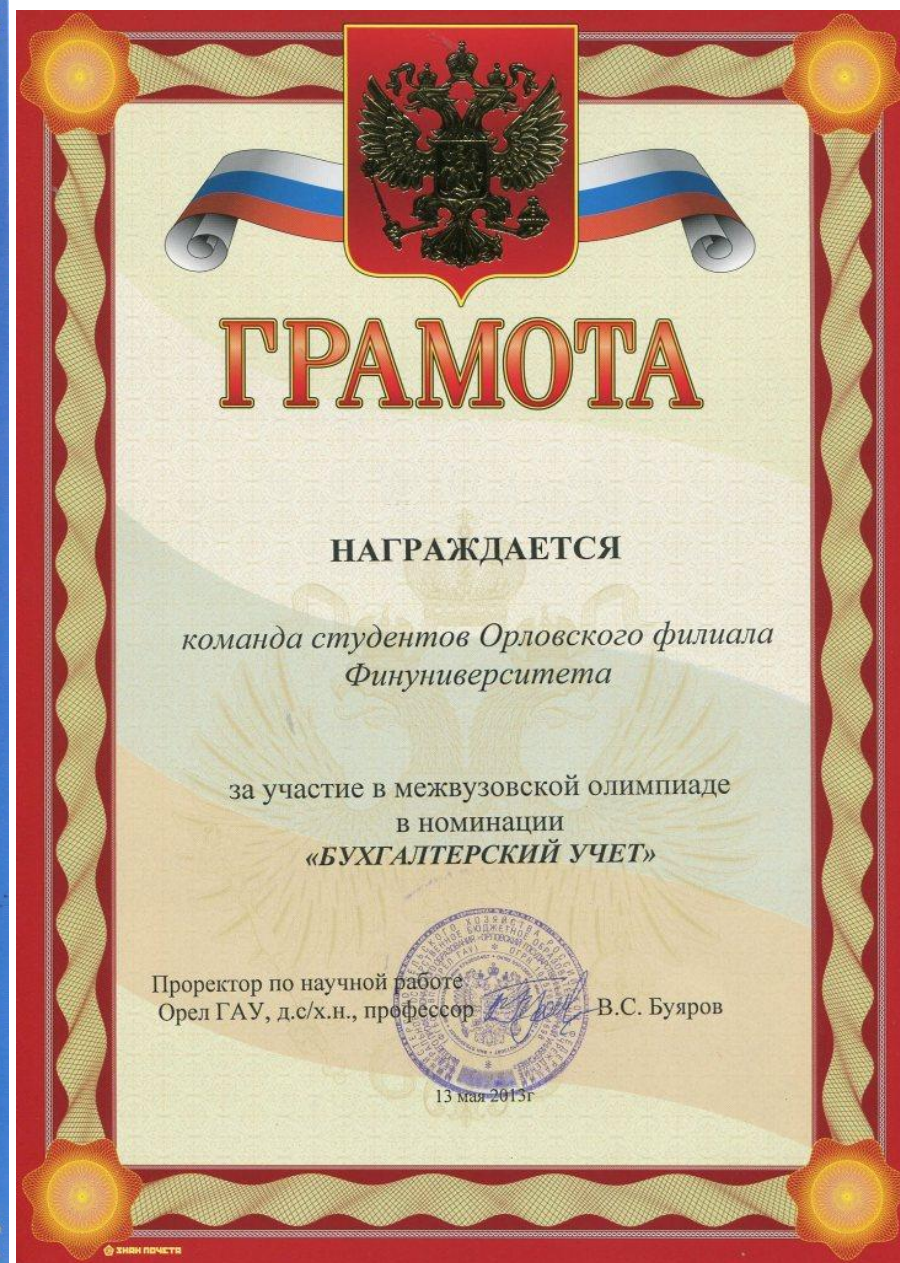 ГРАМОТА
НАГРАЖДАЕТСЯ
команда студентов Орловского филиала
Финуниверситета
за участие в межвузовской олимпиаде
в номинации
«БУХГАЛТЕРСКИЙ УЧЕТ»
Проректор по научной работе
Орел ГАУ, д.с/х.н., профессор В.С. Буяров
13 мая 2013г
ЗНАК ПОЧЕТА